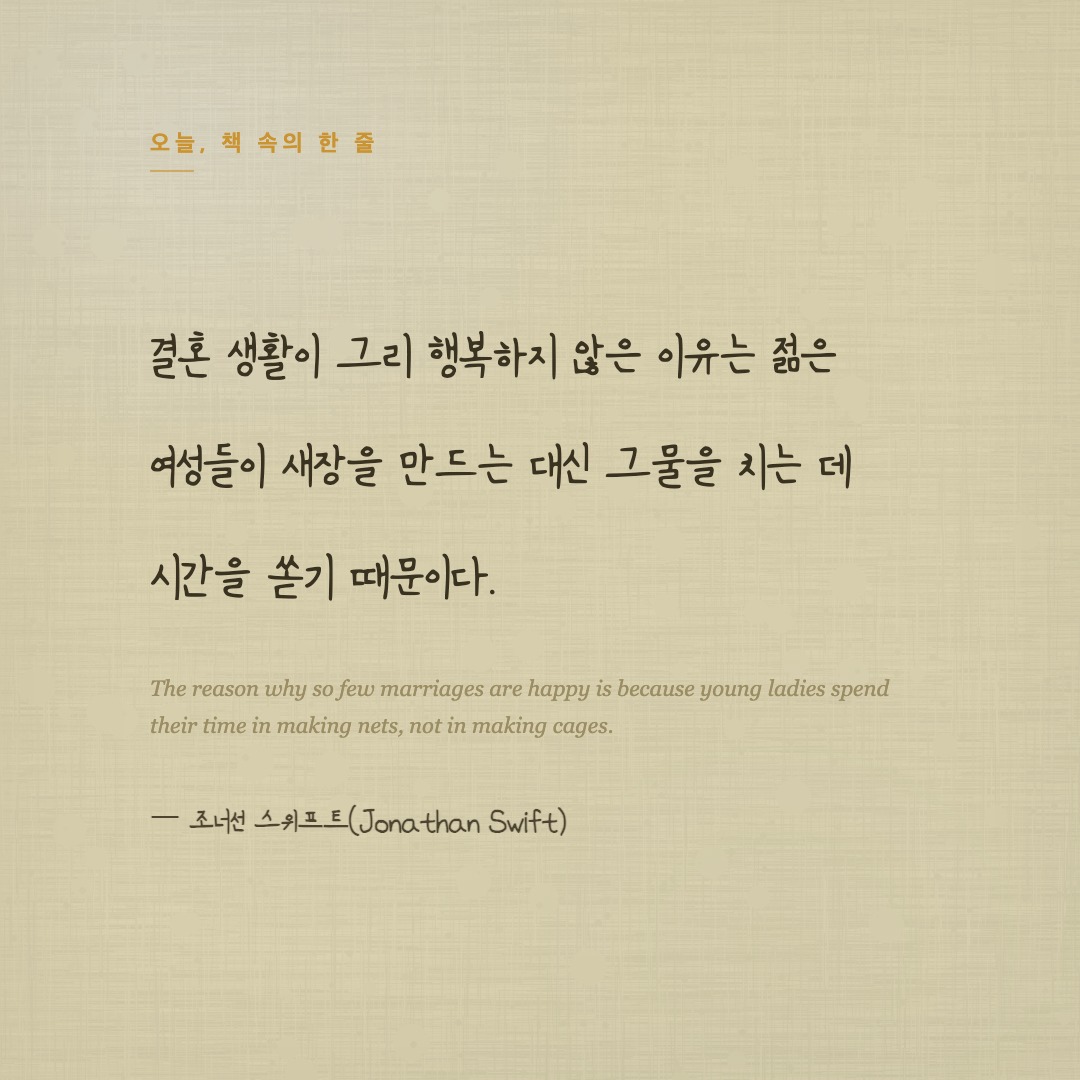 오늘, 책 속의 한 줄
결혼 생활이 그리 행복하지 않은 이유는 젊은
여성들이 새장을 만드는 대신 그물을 치는 데
시간을 쏟기 때문이다.
The reason why so few marriages are happy is because young ladies spend
their time in making nets, not in making cages.
— 조너선 스위프트(Jonathan Swift)